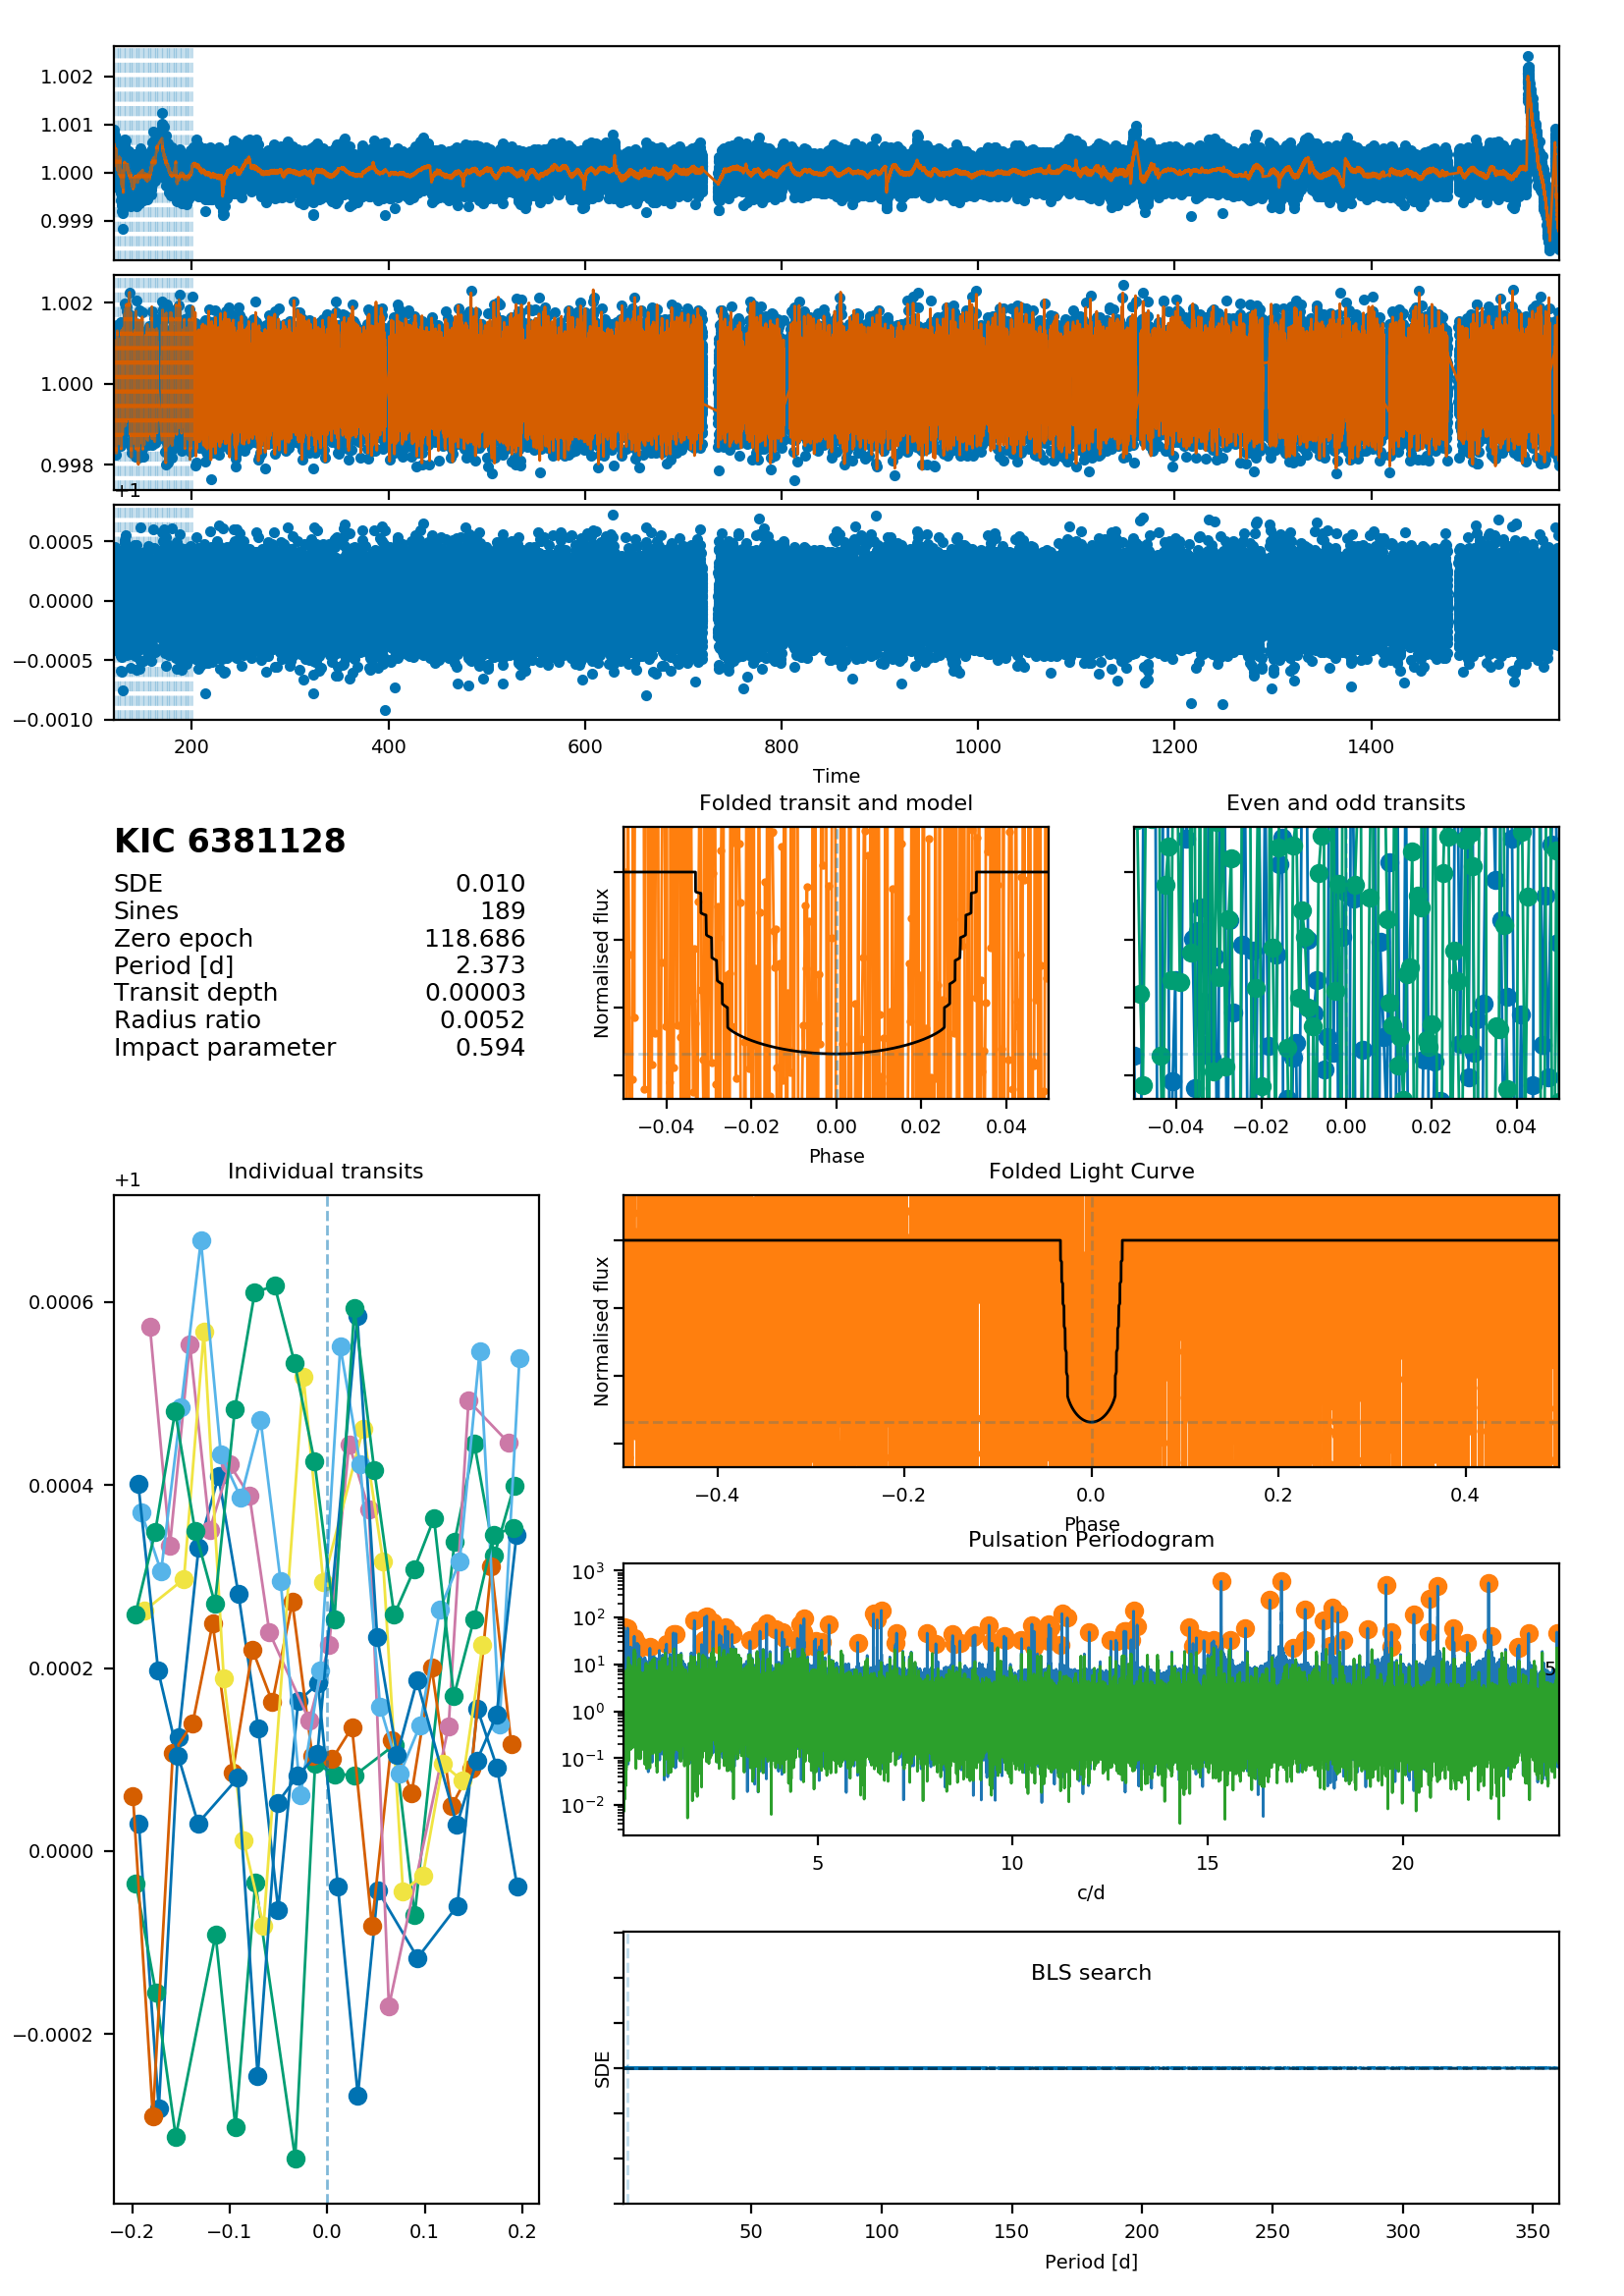 1.002
1.001
1.000
0.999
1.002
1.000
0.998
+1
0.0005
0.0000
−0.0005
−0.0010
200 400 600 800 1000 1200 1400
Time
KIC 6381128
SDE 0.010
Sines 189
Zero epoch 118.686
Period [d] 2.373
Transit depth 0.00003
Radius ratio 0.0052
Impact parameter 0.594
Folded transit and model
Normalised flux
−0.04 −0.02 0.00 0.02 0.04
Phase
Even and odd transits
−0.04 −0.02 0.00 0.02 0.04
Individual transits
+1
0.0006
0.0004
0.0002
0.0000
−0.0002
−0.2 −0.1 0.0 0.1 0.2
Folded Light Curve
Normalised flux
−0.4 −0.2 0.0 0.2 0.4
Phase
Pulsation Periodogram
10³
10²
10¹
10⁰
10⁻¹
10⁻²
5
5 10 15 20
c/d
BLS search
SDE
50 100 150 200 250 300 350
Period [d]